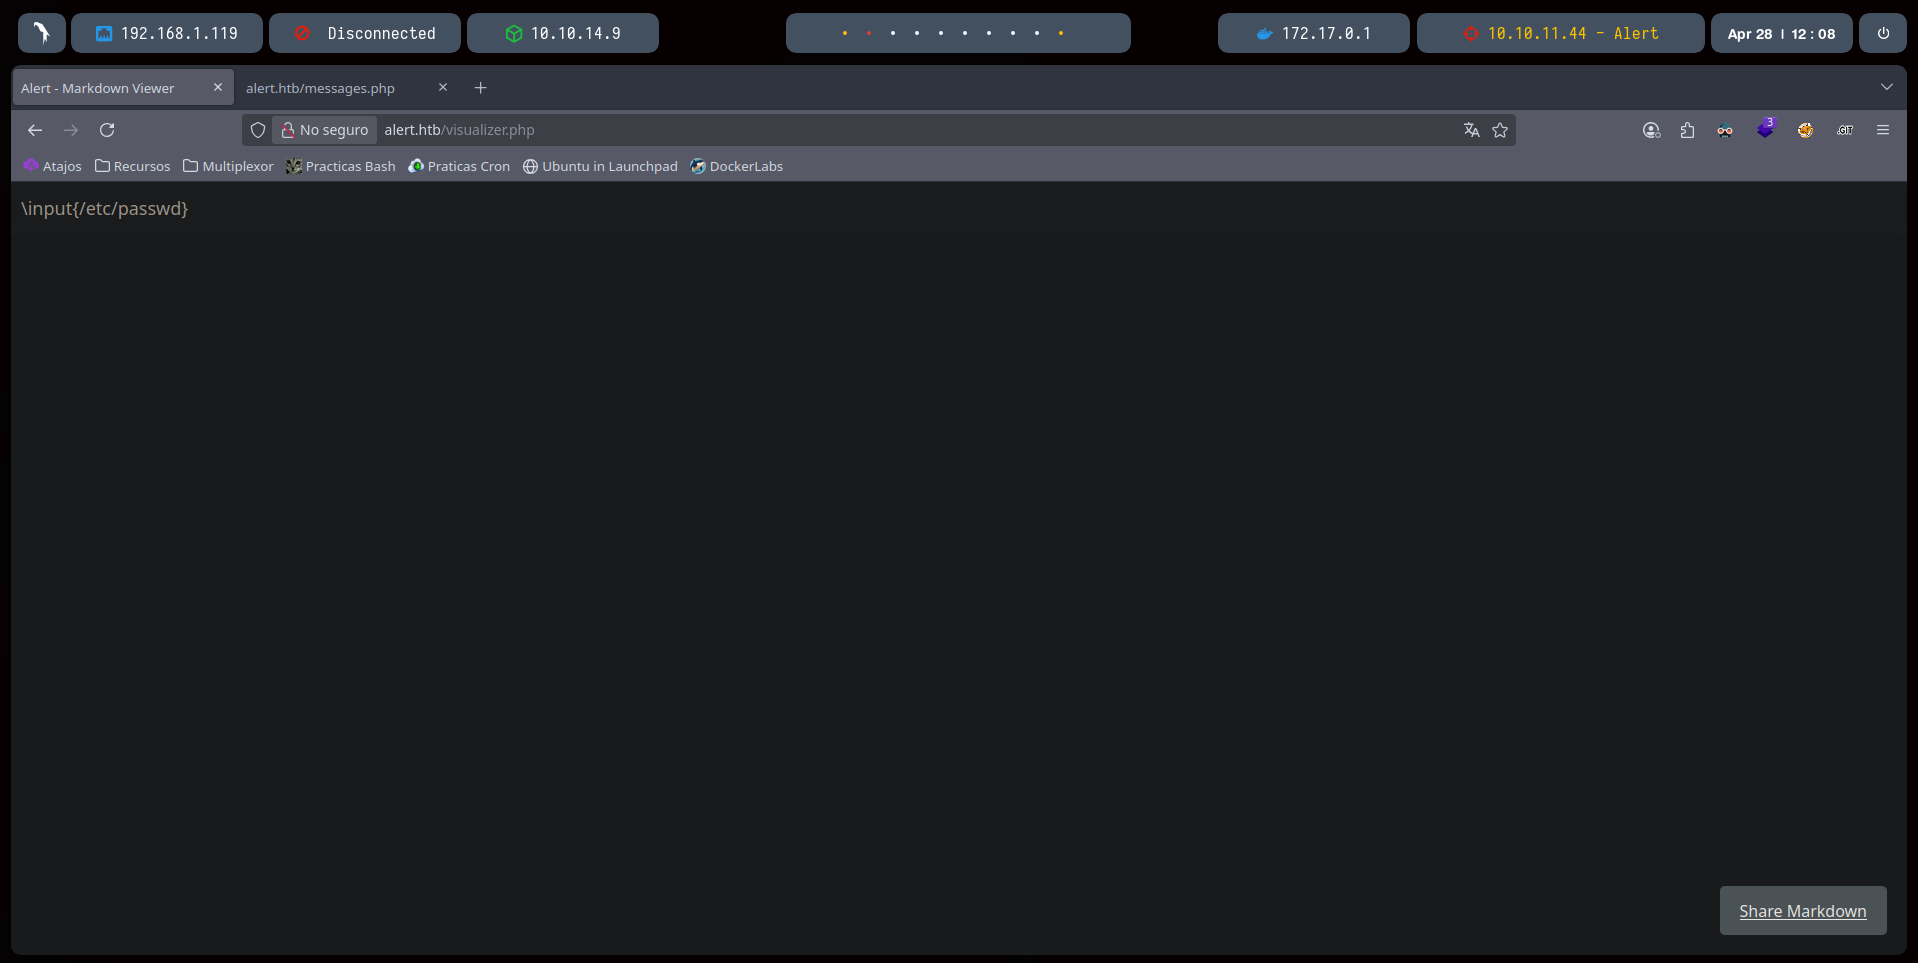 192.168.1.119 Disconnected 10.10.14.9 172.17.0.1 10.10.11.44 - Alert Apr 28 | 12:08
Alert - Markdown Viewer alert.htb/messages.php
No seguro alert.htb/visualizer.php 3 .GIT
Atajos Recursos Multiplexor Practicas Bash Praticas Cron Ubuntu in Launchpad DockerLabs
\input{/etc/passwd}
Share Markdown